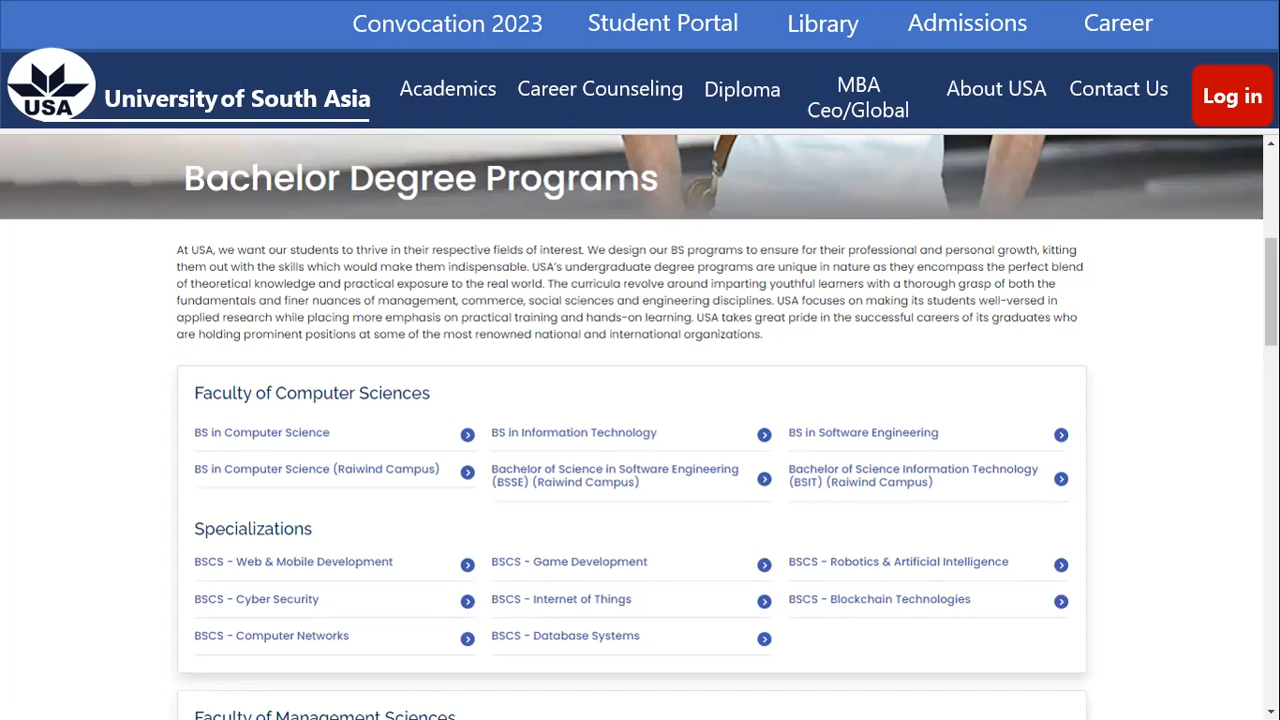 Convocation 2023 Student Portal Library Admissions Career
USA University of South Asia Academics Career Counseling Diploma MBA Ceo/Global About USA Contact Us Log in
Bachelor Degree Programs
At USA, we want our students to thrive in their respective fields of interest. We design our BS programs to ensure for their professional and personal growth, kitting
them out with the skills which would make them indispensable. USA's undergraduate degree programs are unique in nature as they encompass the perfect blend
of theoretical knowledge and practical exposure to the real world. The curricula revolve around imparting youthful learners with a thorough grasp of both the
fundamentals and finer nuances of management, commerce, social sciences and engineering disciplines. USA focuses on making its students well-versed in
applied research while placing more emphasis on practical training and hands-on learning. USA takes great pride in the successful careers of its graduates who
are holding prominent positions at some of the most renowned national and international organizations.
Faculty of Computer Sciences
BS in Computer Science
BS in Information Technology
BS in Software Engineering
BS in Computer Science (Raiwind Campus)
Bachelor of Science in Software Engineering
(BSSE) (Raiwind Campus)
Bachelor of Science Information Technology
(BSIT) (Raiwind Campus)
Specializations
BSCS - Web & Mobile Development
BSCS - Game Development
BSCS - Robotics & Artificial Intelligence
BSCS - Cyber Security
BSCS - Internet of Things
BSCS - Blockchain Technologies
BSCS - Computer Networks
BSCS - Database Systems
Faculty of Management Sciences